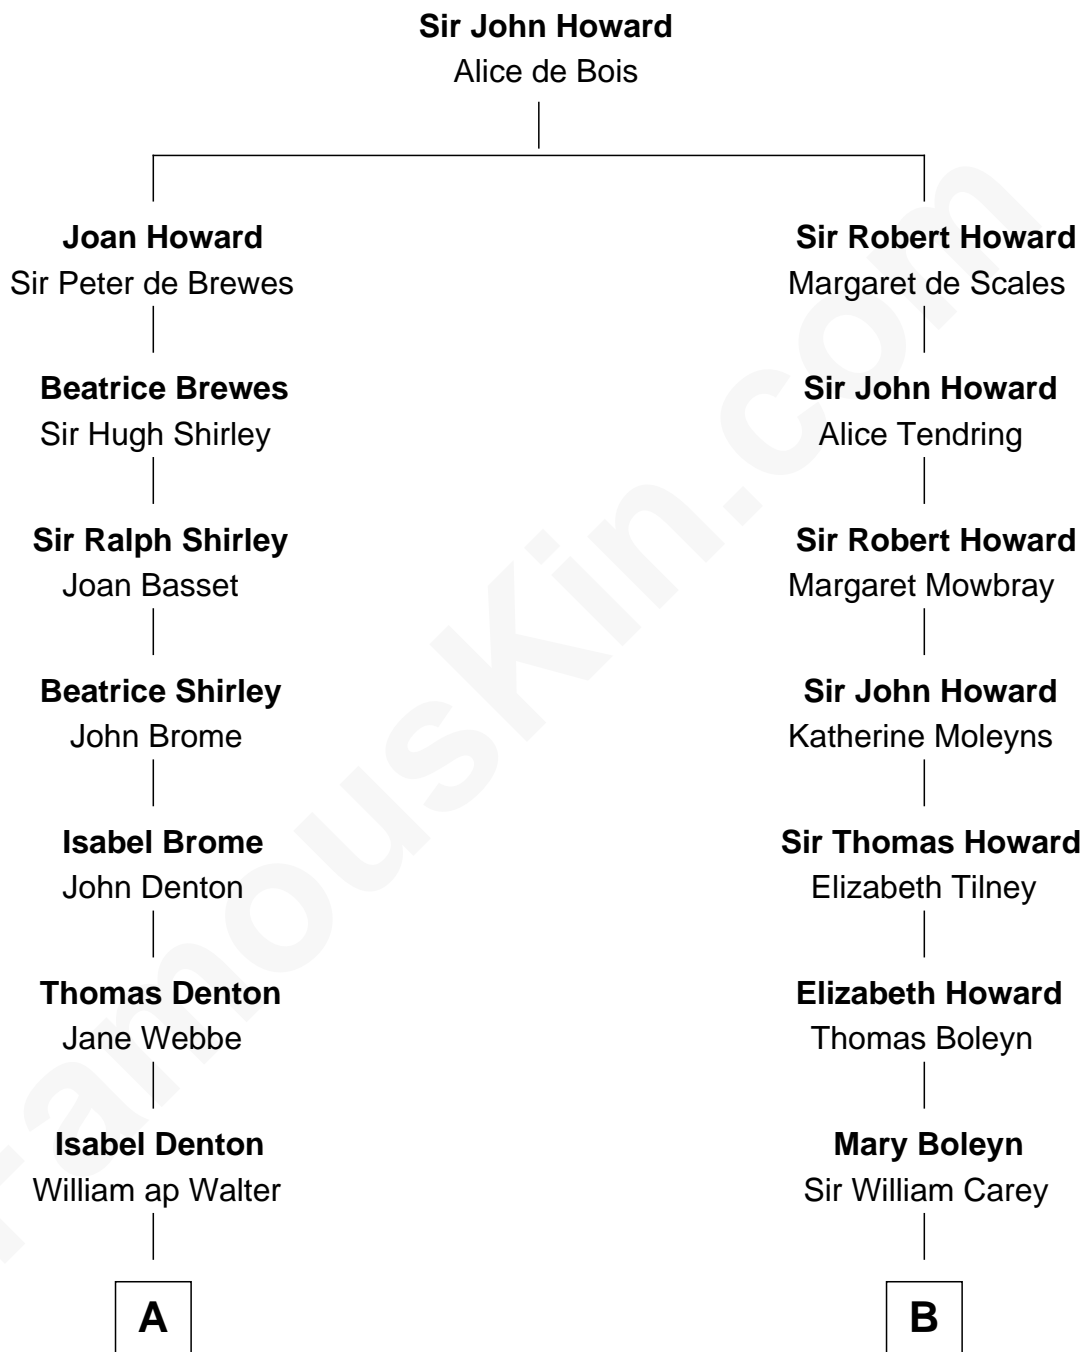 Sir John Howard
Alice de Bois
Joan Howard
Sir Peter de Brewes
Beatrice Brewes
Sir Hugh Shirley
Sir Ralph Shirley
Joan Basset
Beatrice Shirley
John Brome
Isabel Brome
John Denton
Thomas Denton
Jane Webbe
Isabel Denton
William ap Walter
A
Sir Robert Howard
Margaret de Scales
Sir John Howard
Alice Tendring
Sir Robert Howard
Margaret Mowbray
Sir John Howard
Katherine Moleyns
Sir Thomas Howard
Elizabeth Tilney
Elizabeth Howard
Thomas Boleyn
Mary Boleyn
Sir William Carey
B
FamousKin.com